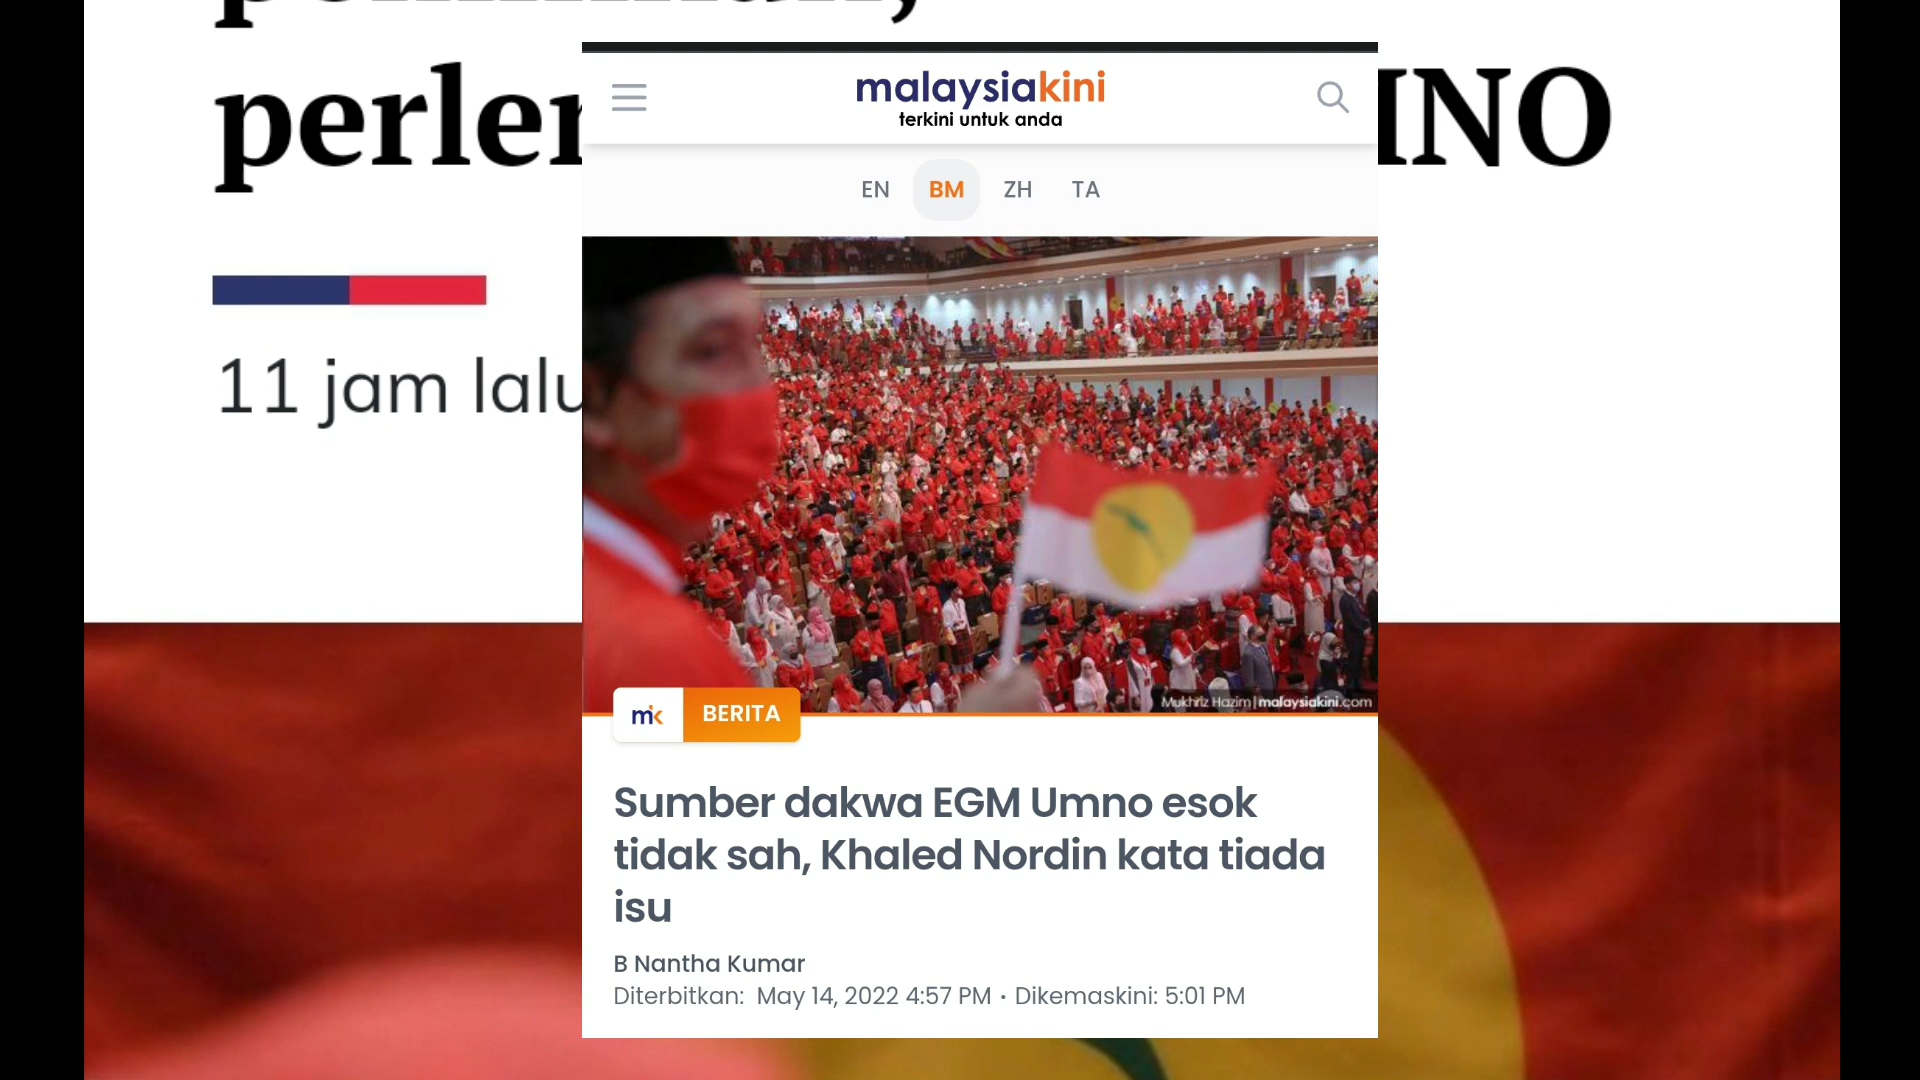 malaysiakini
terkini untuk anda
EN BM ZH TA
Mukhriz Hazim | malaysiakini.com
mk BERITA
Sumber dakwa EGM Umno esok
tidak sah, Khaled Nordin kata tiada
isu
B Nantha Kumar
Diterbitkan: May 14, 2022 4:57 PM • Dikemaskini: 5:01 PM
11 jam lalu